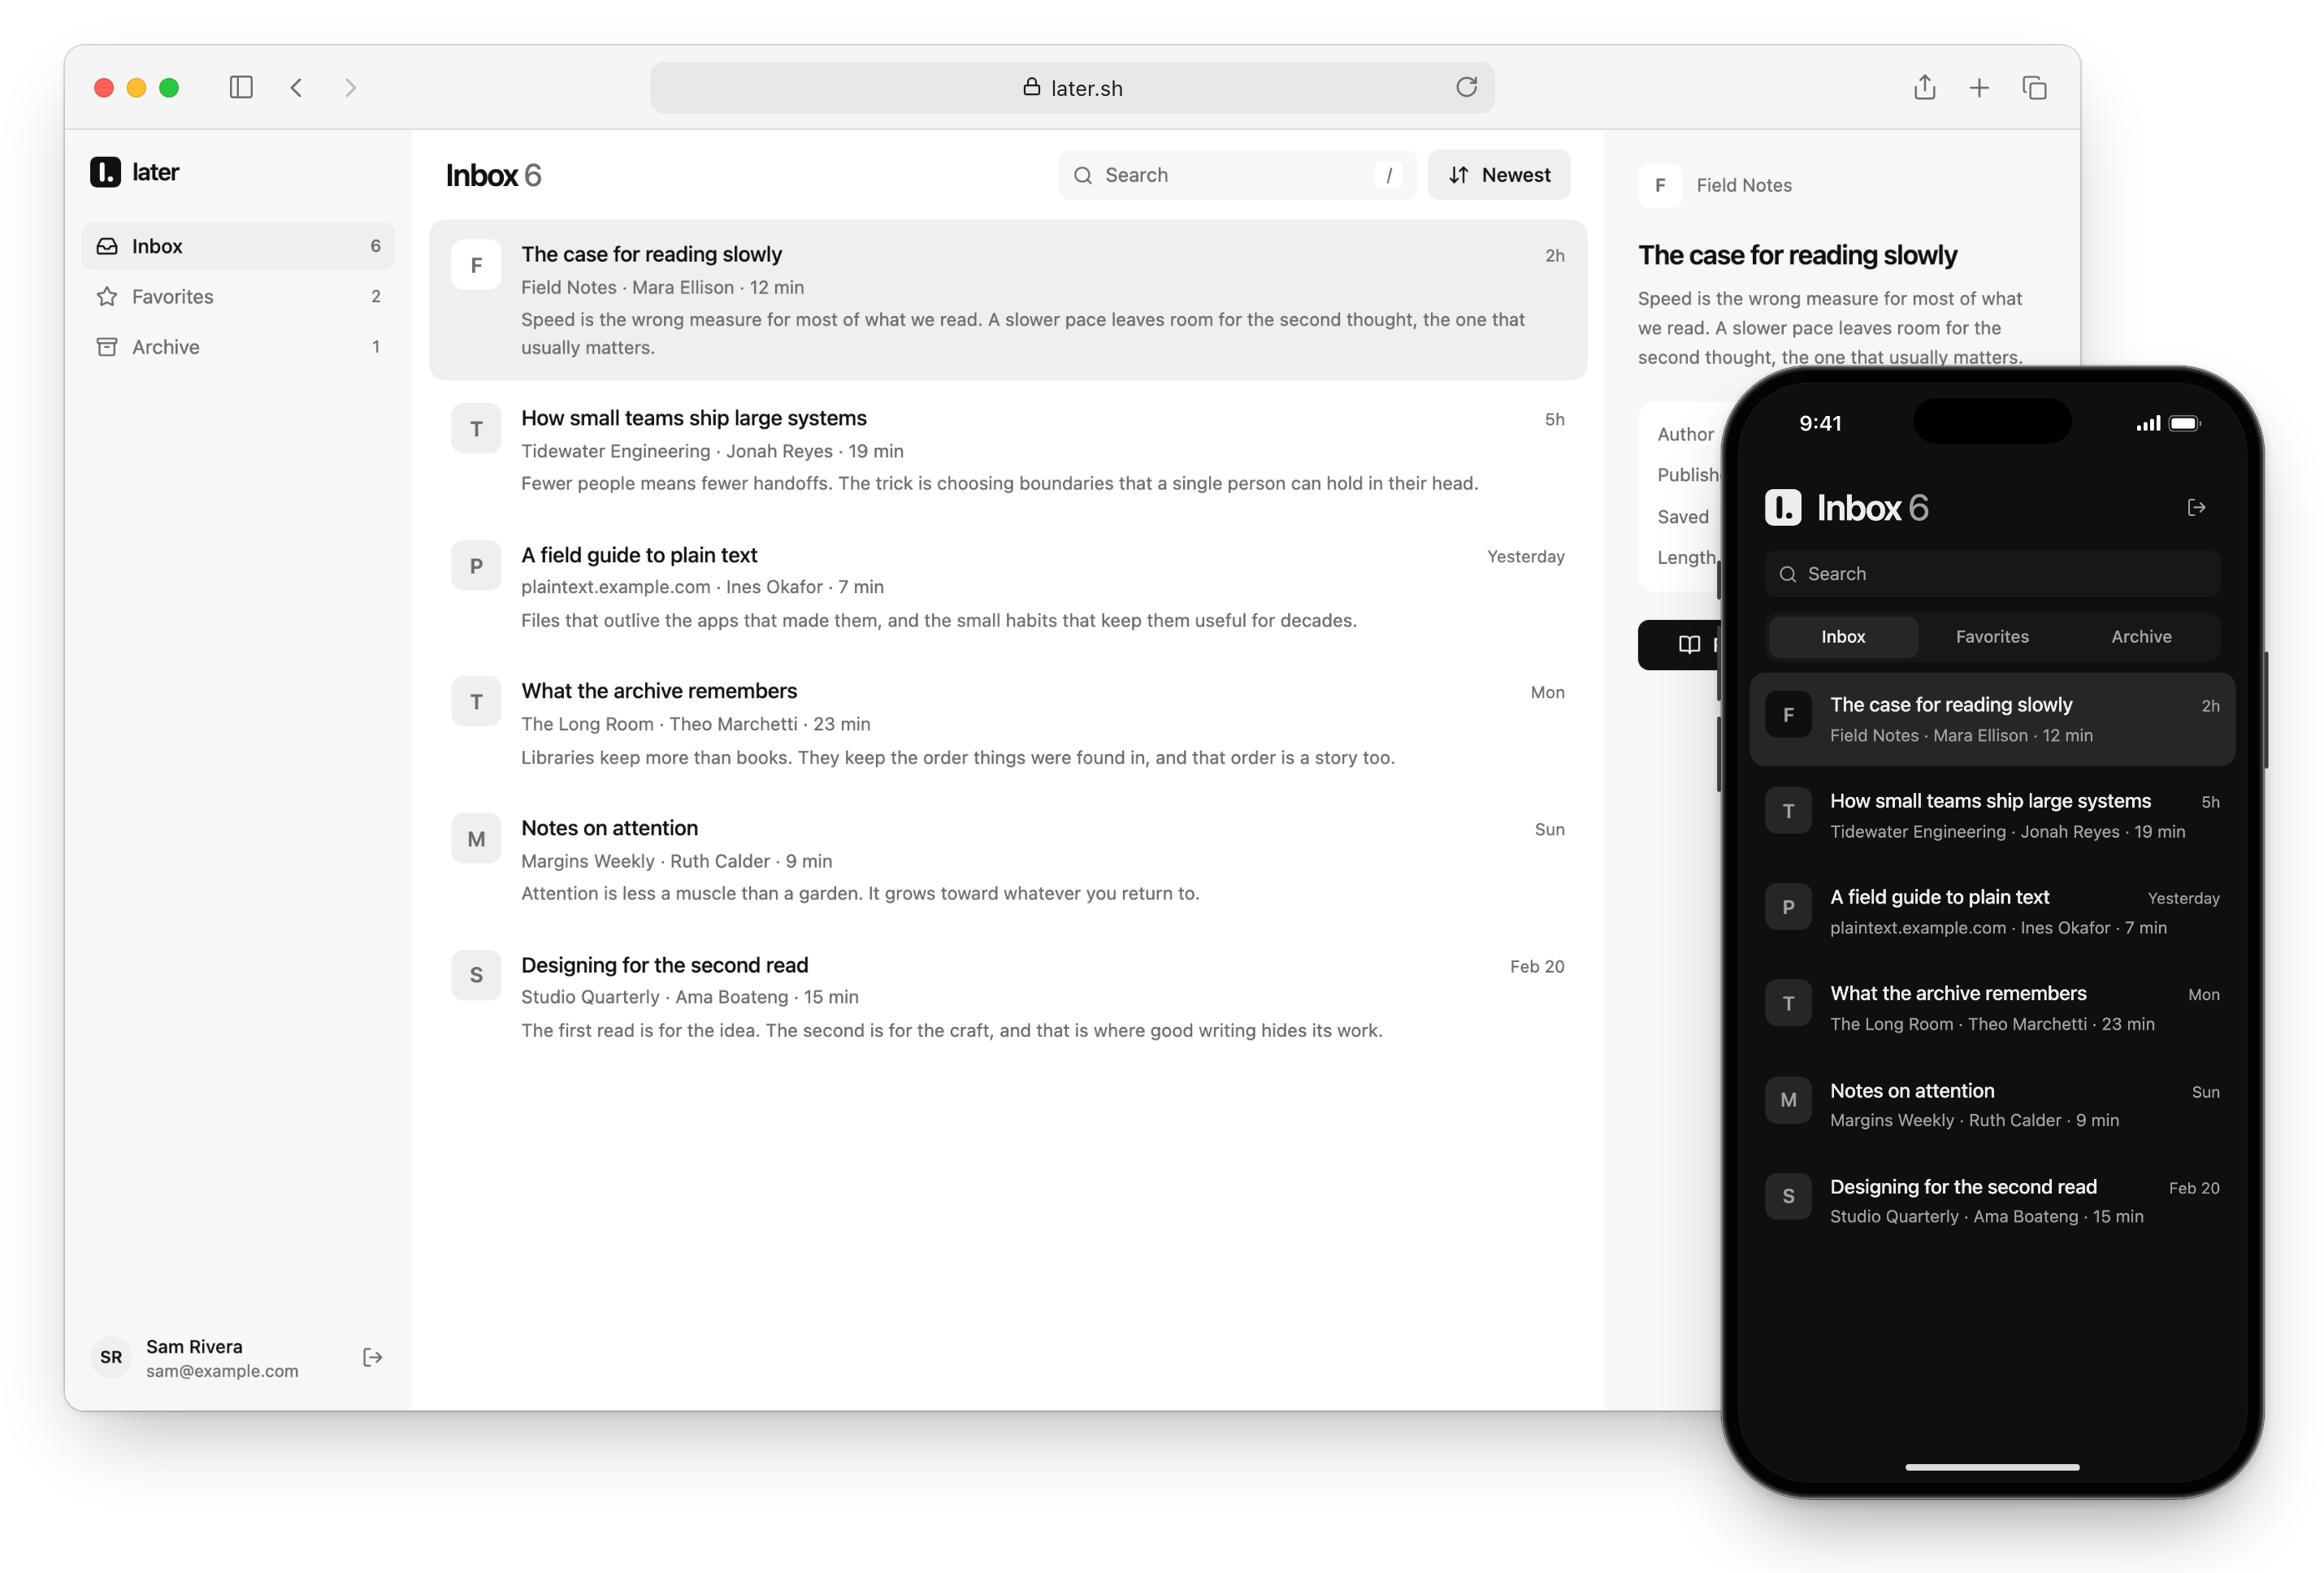 later.sh
later
Inbox 6
Favorites 2
Archive 1
SR
Sam Rivera
sam@example.com
Inbox 6
Search /
Newest
F
The case for reading slowly 2h
Field Notes · Mara Ellison · 12 min
Speed is the wrong measure for most of what we read. A slower pace leaves room for the second thought, the one that
usually matters.
T
How small teams ship large systems 5h
Tidewater Engineering · Jonah Reyes · 19 min
Fewer people means fewer handoffs. The trick is choosing boundaries that a single person can hold in their head.
P
A field guide to plain text Yesterday
plaintext.example.com · Ines Okafor · 7 min
Files that outlive the apps that made them, and the small habits that keep them useful for decades.
T
What the archive remembers Mon
The Long Room · Theo Marchetti · 23 min
Libraries keep more than books. They keep the order things were found in, and that order is a story too.
M
Notes on attention Sun
Margins Weekly · Ruth Calder · 9 min
Attention is less a muscle than a garden. It grows toward whatever you return to.
S
Designing for the second read Feb 20
Studio Quarterly · Ama Boateng · 15 min
The first read is for the idea. The second is for the craft, and that is where good writing hides its work.
F Field Notes
The case for reading slowly
Speed is the wrong measure for most of what
we read. A slower pace leaves room for the
second thought, the one that usually matters.
Author
Saved
Length
9:41
l. Inbox 6
Search
Inbox Favorites Archive
F
The case for reading slowly 2h
Field Notes · Mara Ellison · 12 min
T
How small teams ship large systems 5h
Tidewater Engineering · Jonah Reyes · 19 min
P
A field guide to plain text Yesterday
plaintext.example.com · Ines Okafor · 7 min
T
What the archive remembers Mon
The Long Room · Theo Marchetti · 23 min
M
Notes on attention Sun
Margins Weekly · Ruth Calder · 9 min
S
Designing for the second read Feb 20
Studio Quarterly · Ama Boateng · 15 min